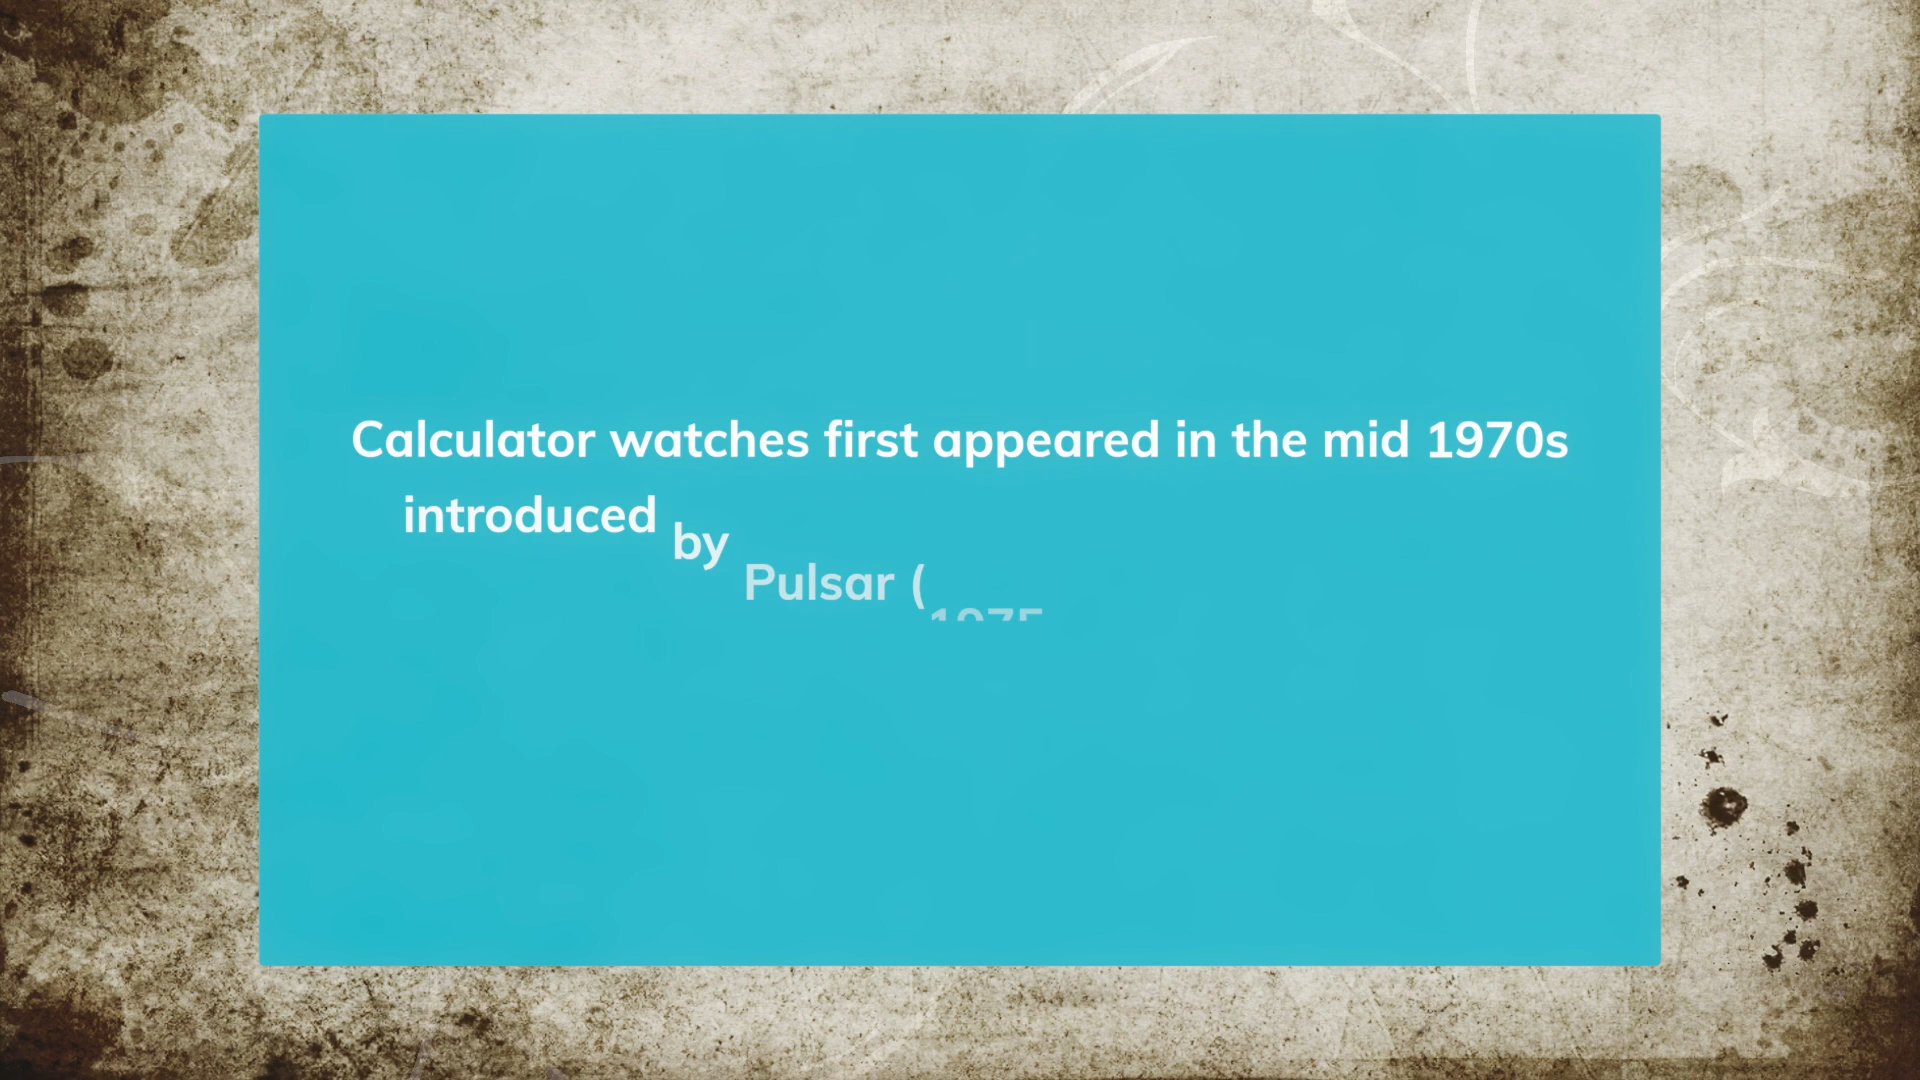 Calculator watches first appeared in the mid 1970s
introduced by Pulsar (